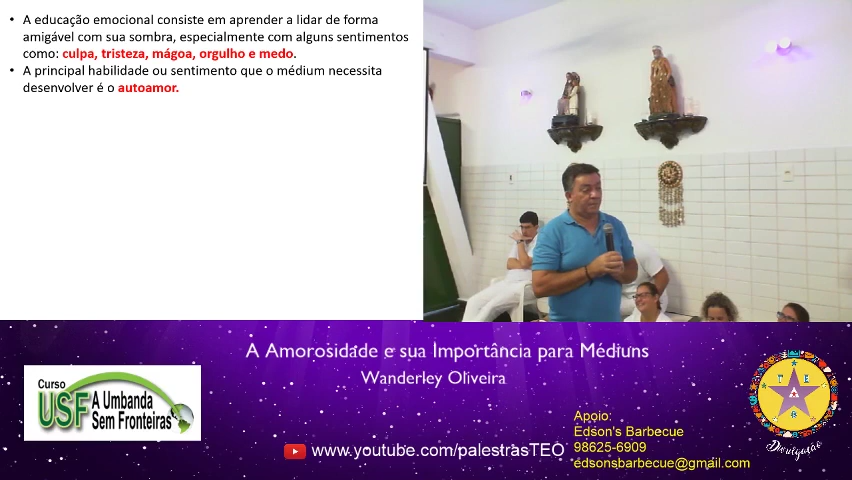 • A educação emocional consiste em aprender a lidar de forma
amigável com sua sombra, especialmente com alguns sentimentos
como: culpa, tristeza, mágoa, orgulho e medo.
• A principal habilidade ou sentimento que o médium necessita
desenvolver é o autoamor.
A Amorosidade e sua Importância para Médiuns
Wanderley Oliveira
Curso
USF A Umbanda
Sem Fronteiras
Apoio:
Edson's Barbecue
98625-6909
edsonsbarbecue@gmail.com
www.youtube.com/palestrasTEO
T E
A B
Divulgação